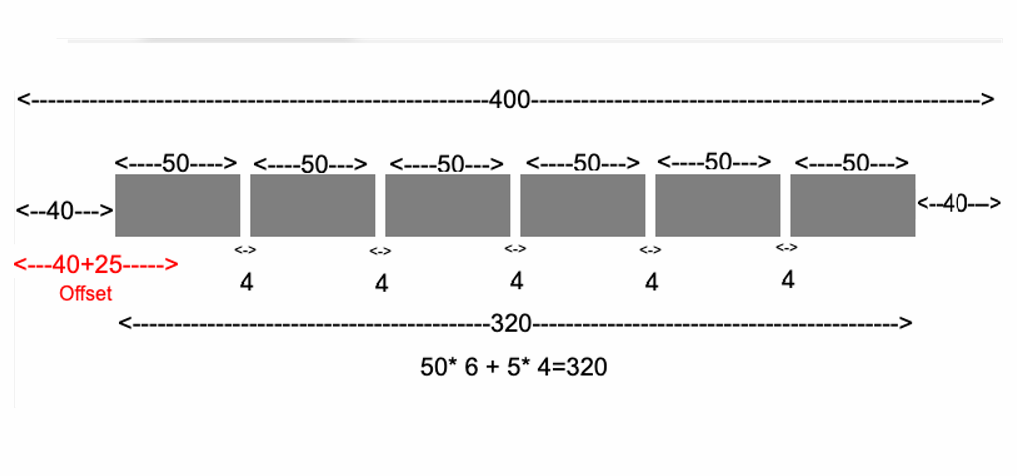 <---400--->
<----50----> <----50---> <----50---> <----50---> <----50---> <----50--->
<--40---> <--40--->
<-> <-> <-> <-> <->
<---40+25----->
4 4 4 4 4
Offset
<---320--->
50* 6 + 5* 4=320